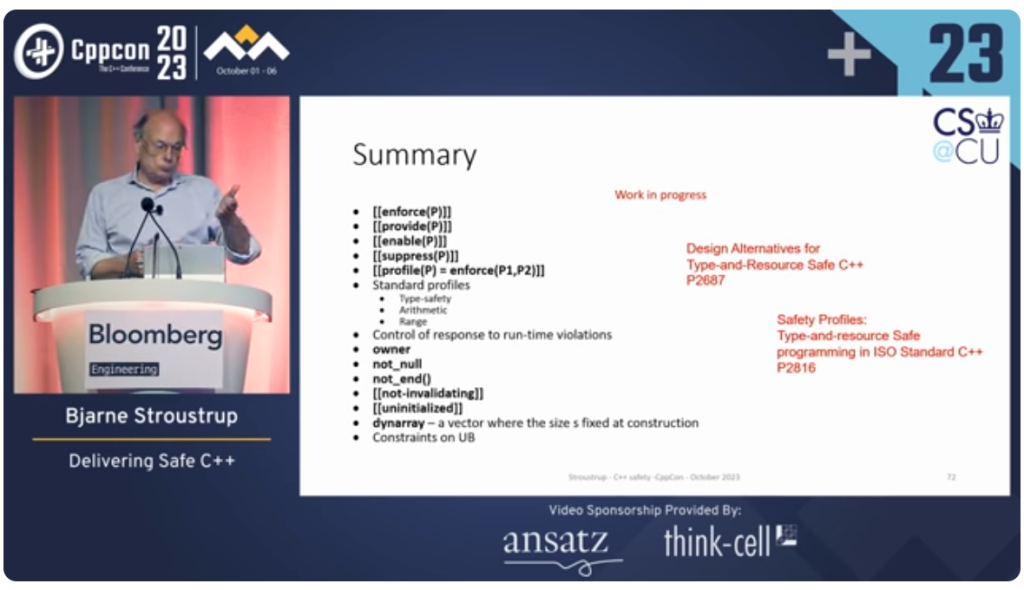 Cppcon
The C++ Conference
20
23
October 01 - 06
23
CS
@CU
Summary
Work in progress
• [[enforce(P)]]
• [[provide(P)]]
• [[enable(P)]]
• [[suppress(P)]]
• [[profile(P) = enforce(P1,P2)]]
• Standard profiles
• Type-safety
• Arithmetic
• Range
• Control of response to run-time violations
• owner
• not_null
• not_end()
• [[not-invalidating]]
• [[uninitialized]]
• dynarray – a vector where the size s fixed at construction
• Constraints on UB
Design Alternatives for
Type-and-Resource Safe C++
P2687
Safety Profiles:
Type-and-resource Safe
programming in ISO Standard C++
P2816
Stroustrup - C++ safety -CppCon - October 2023
72
Bloomberg
Engineering
Bjarne Stroustrup
Delivering Safe C++
Video Sponsorship Provided By:
ansatz
think-cell